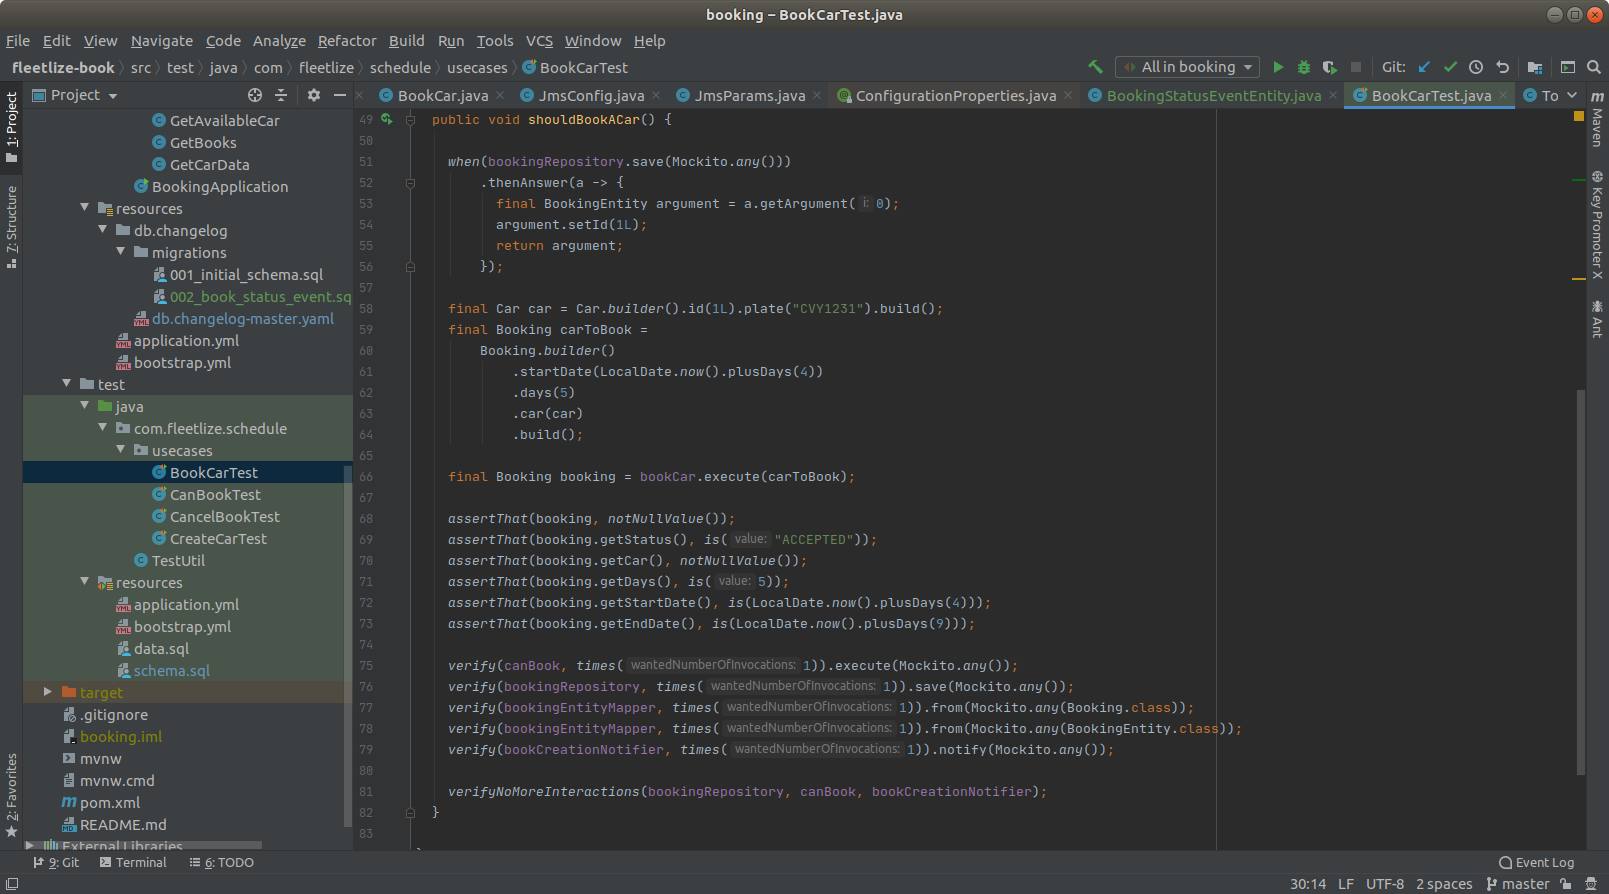 booking – BookCarTest.java
File Edit View Navigate Code Analyze Refactor Build Run Tools VCS Window Help
fleetlize-book src test java com fleetlize schedule usecases BookCarTest
All in booking Git:
Project
BookCar.java JmsConfig.java JmsParams.java ConfigurationProperties.java BookingStatusEventEntity.java BookCarTest.java To
1: Project
7: Structure
2: Favorites
GetAvailableCar
GetBooks
GetCarData
BookingApplication
resources
db.changelog
migrations
001_initial_schema.sql
002_book_status_event.sq
db.changelog-master.yaml
application.yml
bootstrap.yml
test
java
com.fleetlize.schedule
usecases
BookCarTest
CanBookTest
CancelBookTest
CreateCarTest
TestUtil
resources
application.yml
bootstrap.yml
data.sql
schema.sql
target
.gitignore
booking.iml
mvnw
mvnw.cmd
pom.xml
README.md
External Libraries
49 public void shouldBookACar() {
50
51 when(bookingRepository.save(Mockito.any()))
52 .thenAnswer(a -> {
53 final BookingEntity argument = a.getArgument( i: 0);
54 argument.setId(1L);
55 return argument;
56 });
57
58 final Car car = Car.builder().id(1L).plate("CVY1231").build();
59 final Booking carToBook =
60 Booking.builder()
61 .startDate(LocalDate.now().plusDays(4))
62 .days(5)
63 .car(car)
64 .build();
65
66 final Booking booking = bookCar.execute(carToBook);
67
68 assertThat(booking, notNullValue());
69 assertThat(booking.getStatus(), is( value: "ACCEPTED"));
70 assertThat(booking.getCar(), notNullValue());
71 assertThat(booking.getDays(), is( value: 5));
72 assertThat(booking.getStartDate(), is(LocalDate.now().plusDays(4)));
73 assertThat(booking.getEndDate(), is(LocalDate.now().plusDays(9)));
74
75 verify(canBook, times( wantedNumberOfInvocations: 1)).execute(Mockito.any());
76 verify(bookingRepository, times( wantedNumberOfInvocations: 1)).save(Mockito.any());
77 verify(bookingEntityMapper, times( wantedNumberOfInvocations: 1)).from(Mockito.any(Booking.class));
78 verify(bookingEntityMapper, times( wantedNumberOfInvocations: 1)).from(Mockito.any(BookingEntity.class));
79 verify(bookCreationNotifier, times( wantedNumberOfInvocations: 1)).notify(Mockito.any());
80
81 verifyNoMoreInteractions(bookingRepository, canBook, bookCreationNotifier);
82 }
83
Maven
Key Promoter X
Ant
9: Git Terminal 6: TODO Event Log
30:14 LF UTF-8 2 spaces master